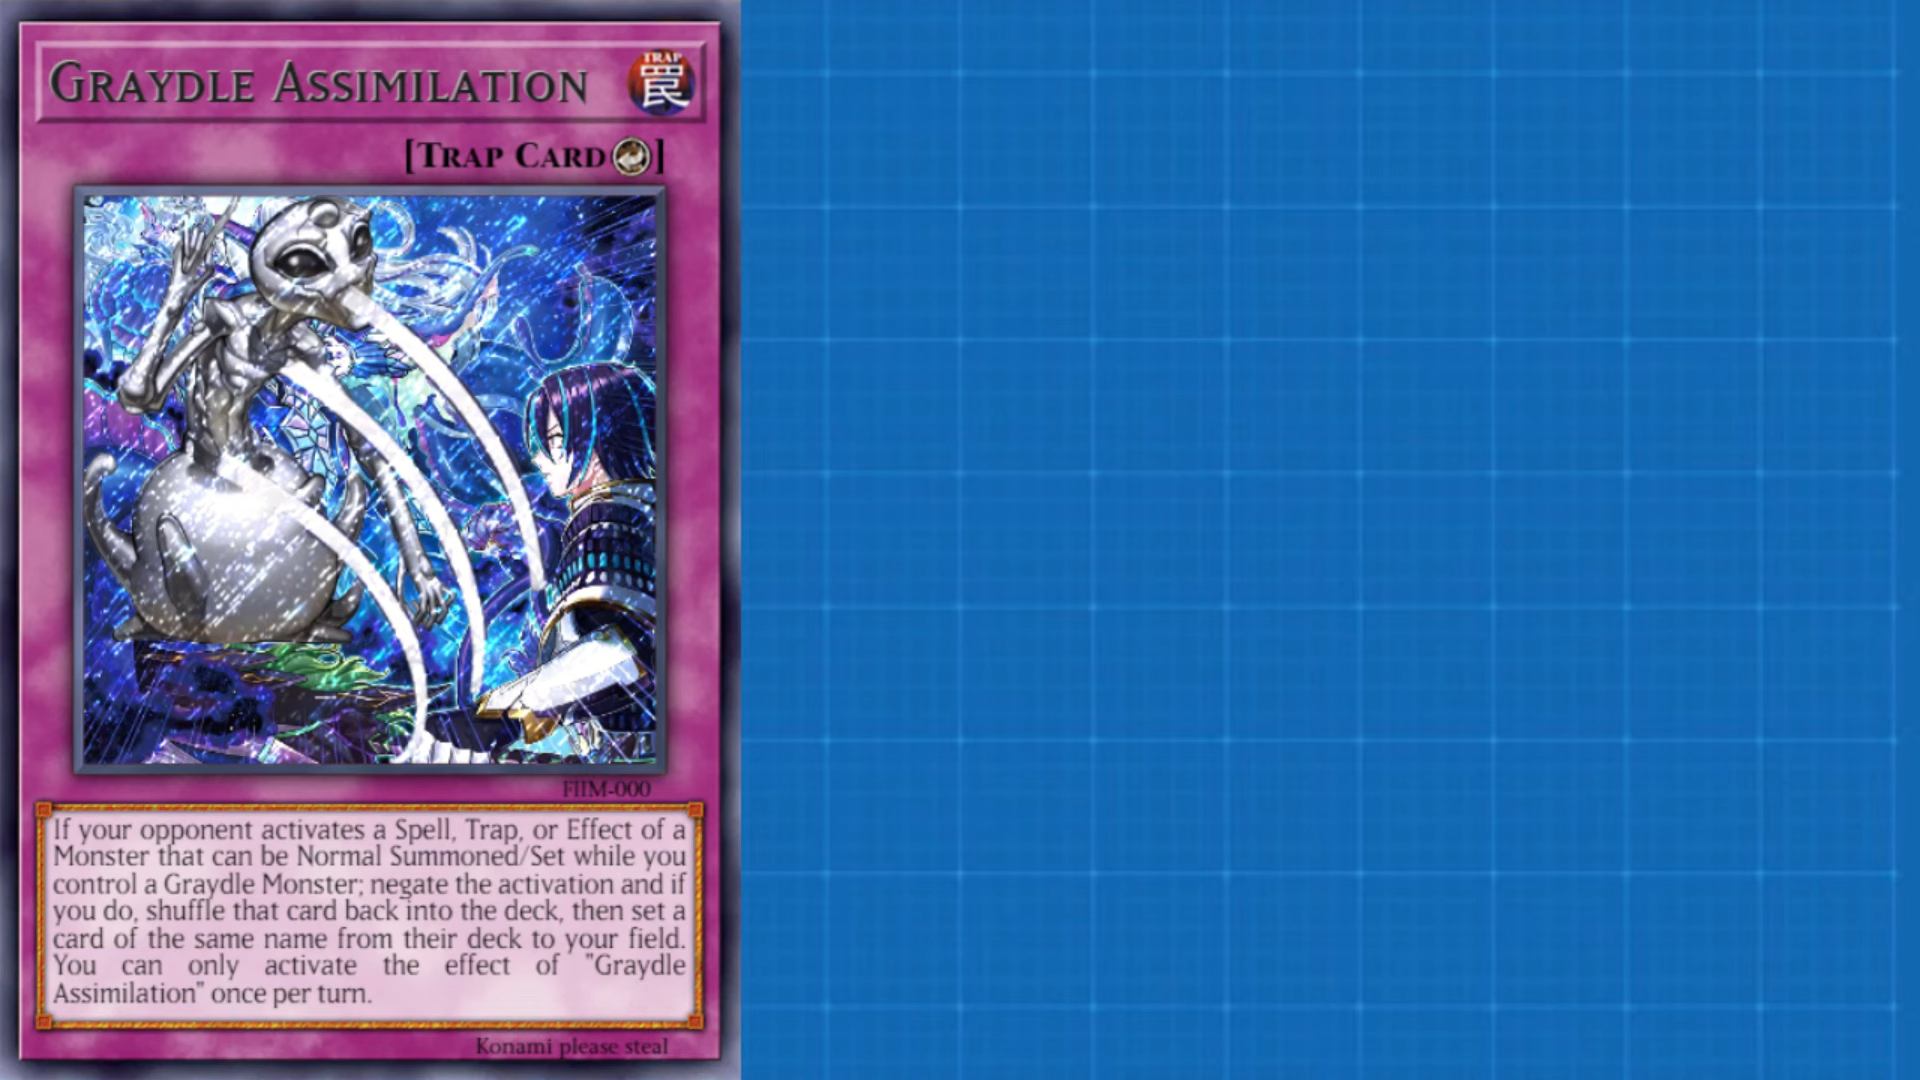 GRAYDLE ASSIMILATION
TRAP
罠
[TRAP CARD]
FIIM-000
If your opponent activates a Spell, Trap, or Effect of a
Monster that can be Normal Summoned/Set while you
control a Graydle Monster; negate the activation and if
you do, shuffle that card back into the deck, then set a
card of the same name from their deck to your field.
You can only activate the effect of "Graydle
Assimilation" once per turn.
Konami please steal